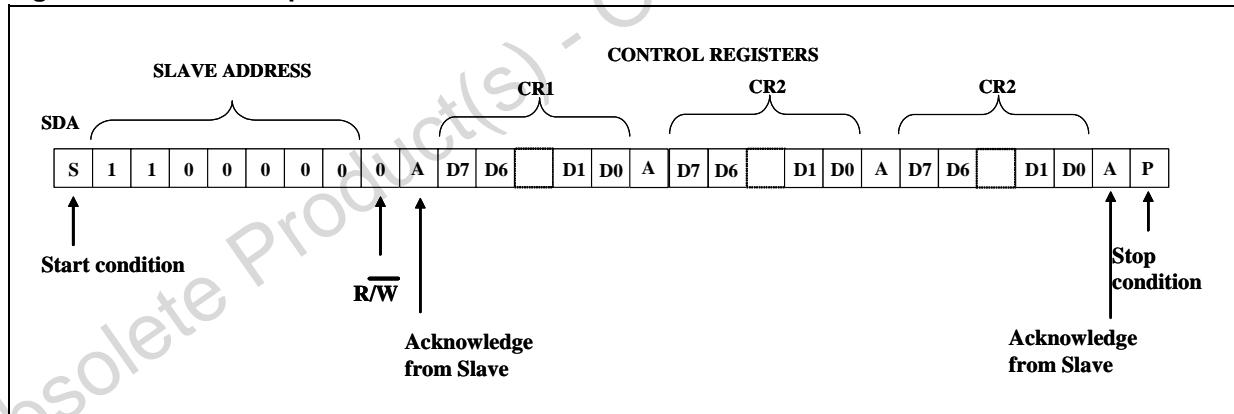 SLAVE ADDRESS
CONTROL REGISTERS
CR1
CR2
CR2
SDA
S 1 1 0 0 0 0 0 0 A D7 D6 D1 D0 A D7 D6 D1 D0 A D7 D6 D1 D0 A P
Start condition
R/W
Stop
condition
Acknowledge
from Slave
Acknowledge
from Slave
bsolete Product(s) - O